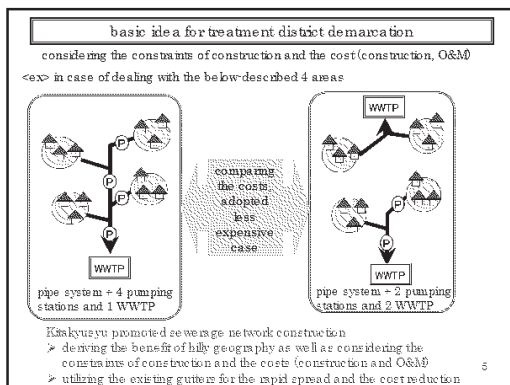 basic idea for treatment district demarcation
considering the constraints of construction and the cost (construction, O&M)
<ex> in case of dealing with the below-described 4 areas
P
P
P
P
WWTP
pipe system + 4 pumping
stations and 1 WWTP
comparing
the costs,
adopted
less
expensive
case
WWTP
P
P
WWTP
pipe system + 2 pumping
stations and 2 WWTP
Kitakyusyu promoted sewerage network construction
➢ deriving the benefit of hilly geography as well as considering the
constraints of construction and the costs (construction and O&M)
➢ utilizing the existing gutters for the rapid spread and the cost reduction
5